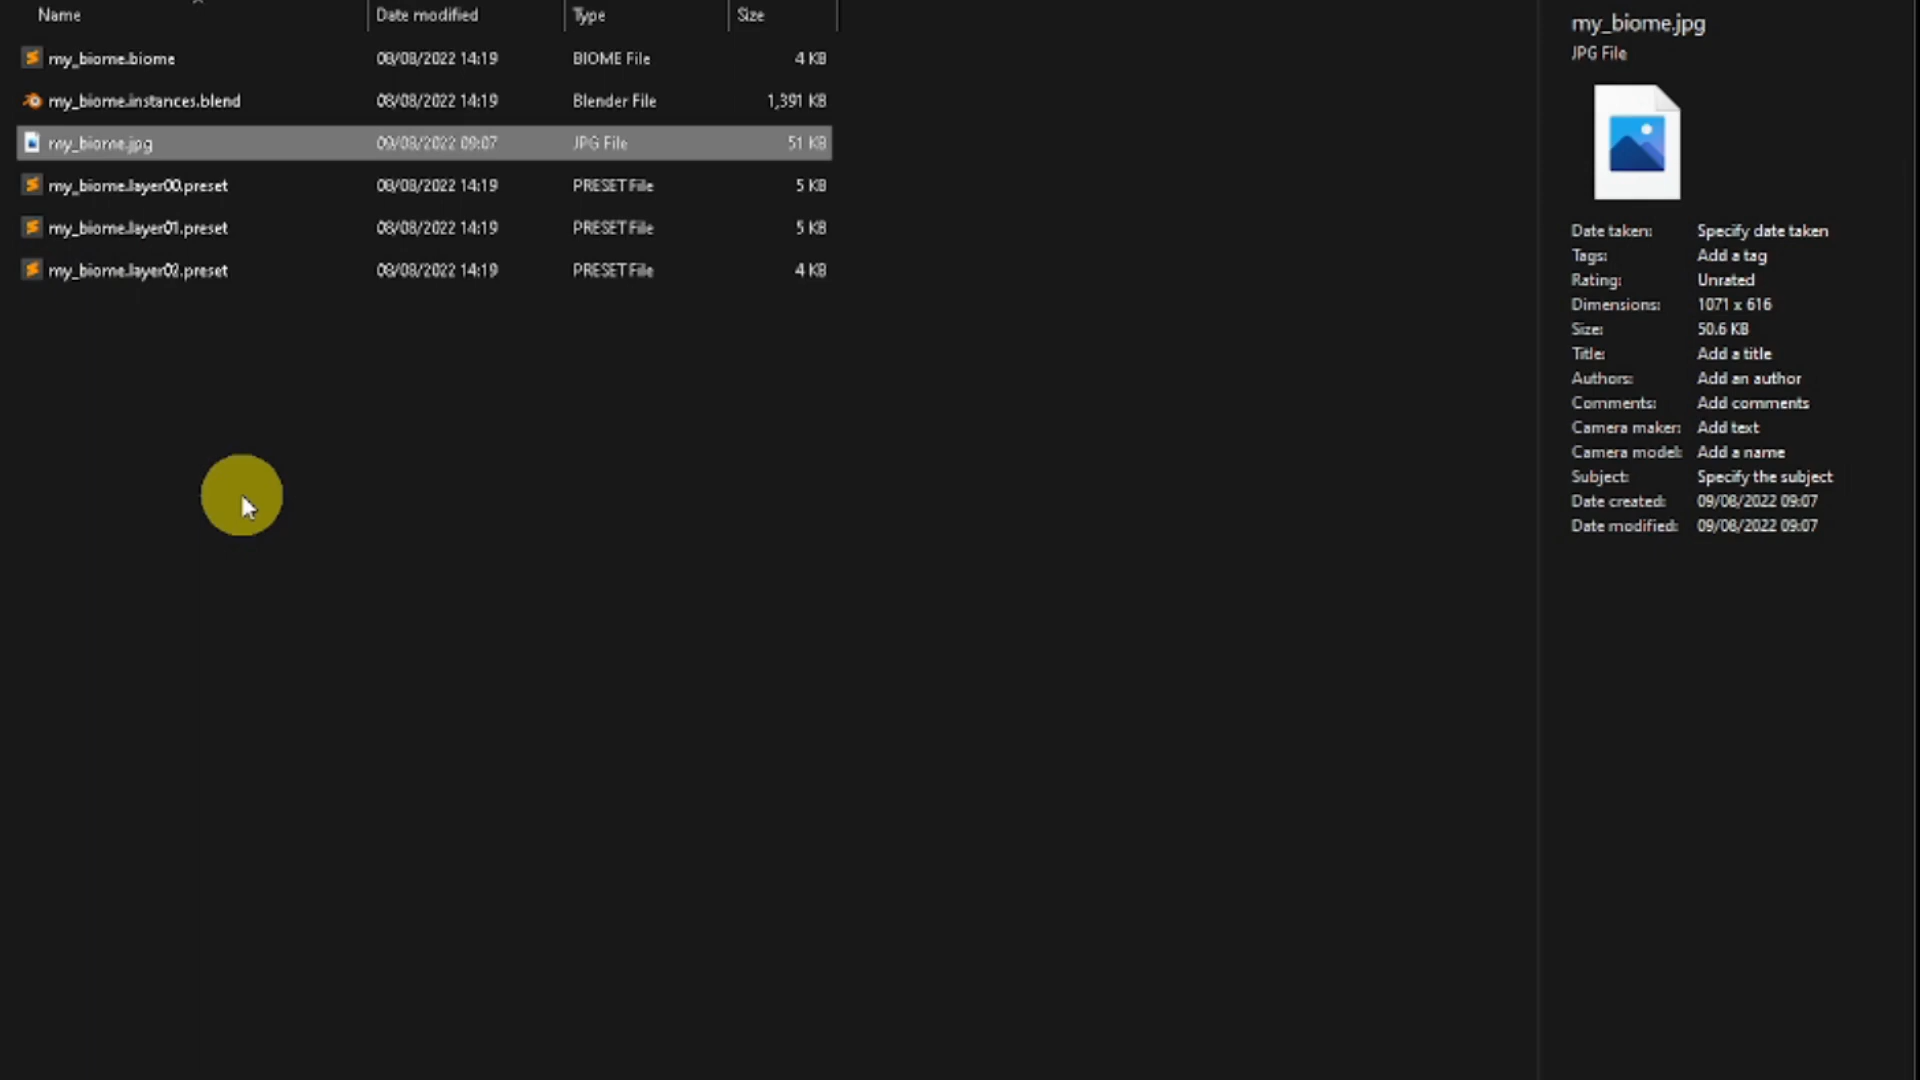 Name Date modified Type Size
my_biome.biome 08/08/2022 14:19 BIOME File 4 KB
my_biome.instances.blend 08/08/2022 14:19 Blender File 1,391 KB
my_biome.jpg 09/08/2022 09:07 JPG File 51 KB
my_biome.layer00.preset 08/08/2022 14:19 PRESET File 5 KB
my_biome.layer01.preset 08/08/2022 14:19 PRESET File 5 KB
my_biome.layer02.preset 08/08/2022 14:19 PRESET File 4 KB
my_biome.jpg
JPG File
Date taken: Specify date taken
Tags: Add a tag
Rating: Unrated
Dimensions: 1071 x 616
Size: 50.6 KB
Title: Add a title
Authors: Add an author
Comments: Add comments
Camera maker: Add text
Camera model: Add a name
Subject: Specify the subject
Date created: 09/08/2022 09:07
Date modified: 09/08/2022 09:07